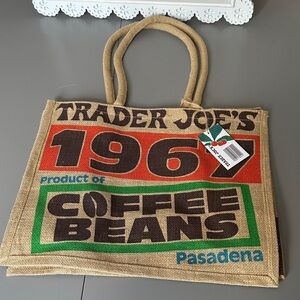 TRADER JOE'S
1967
Product of
COFFEE
BEANS
Pasadena